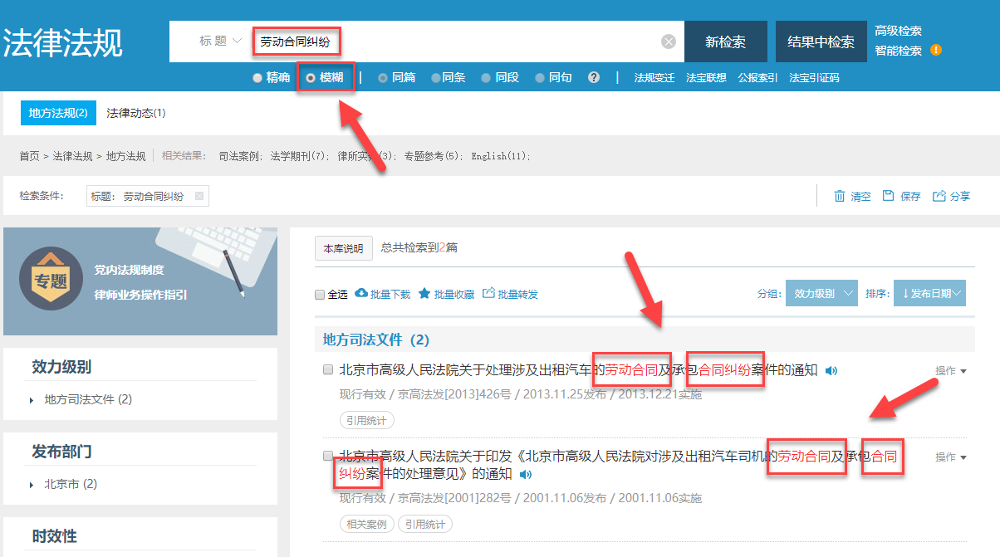 法律法规
标 题 劳动合同纠纷 新检索 结果中检索 高级检索
智能检索
精确 模糊 | 同篇 同条 同段 同句 ? | 法规变迁 法宝联想 公报索引 法宝引证码
地方法规(2) 法律动态(1)
首页 > 法律法规 > 地方法规 相关结果: 司法案例; 法学期刊(7); 律所实(3); 专题参考(5); English(11);
检索条件: 标题: 劳动合同纠纷 清空 保存 分享
专题
党内法规制度
律师业务操作指引
本库说明 总共检索到2篇
全选 批量下载 批量收藏 批量转发 分组: 效力级别 排序: ↓发布日期
效力级别
地方司法文件 (2)
发布部门
北京市 (2)
时效性
地方司法文件 (2)
北京市高级人民法院关于处理涉及出租汽车的劳动合同及承包合同纠纷案件的通知 操作
现行有效 / 京高法发[2013]426号 / 2013.11.25发布 / 2013.12.21实施
引用统计
北京市高级人民法院关于印发《北京市高级人民法院对涉及出租汽车司机的劳动合同及承包合同 操作
纠纷案件的处理意见》的通知
现行有效 / 京高法发[2001]282号 / 2001.11.06发布 / 2001.11.06实施
相关案例 引用统计